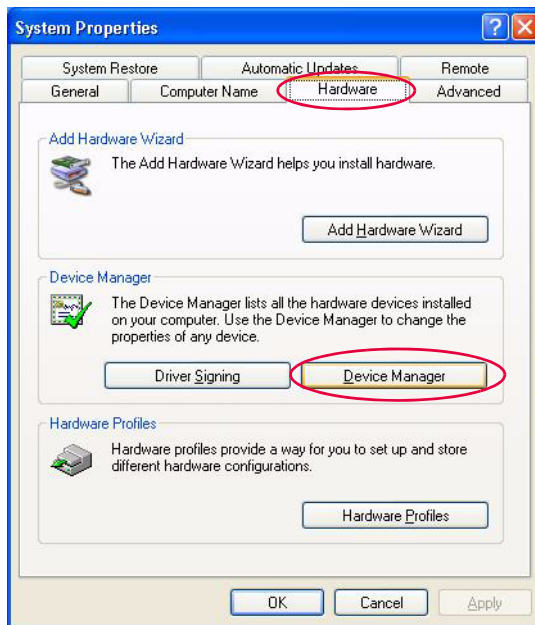 System Properties
System Restore Automatic Updates Remote
General Computer Name Hardware Advanced
Add Hardware Wizard
The Add Hardware Wizard helps you install hardware.
Add Hardware Wizard
Device Manager
The Device Manager lists all the hardware devices installed
on your computer. Use the Device Manager to change the
properties of any device.
Driver Signing Device Manager
Hardware Profiles
Hardware profiles provide a way for you to set up and store
different hardware configurations.
Hardware Profiles
OK Cancel Apply